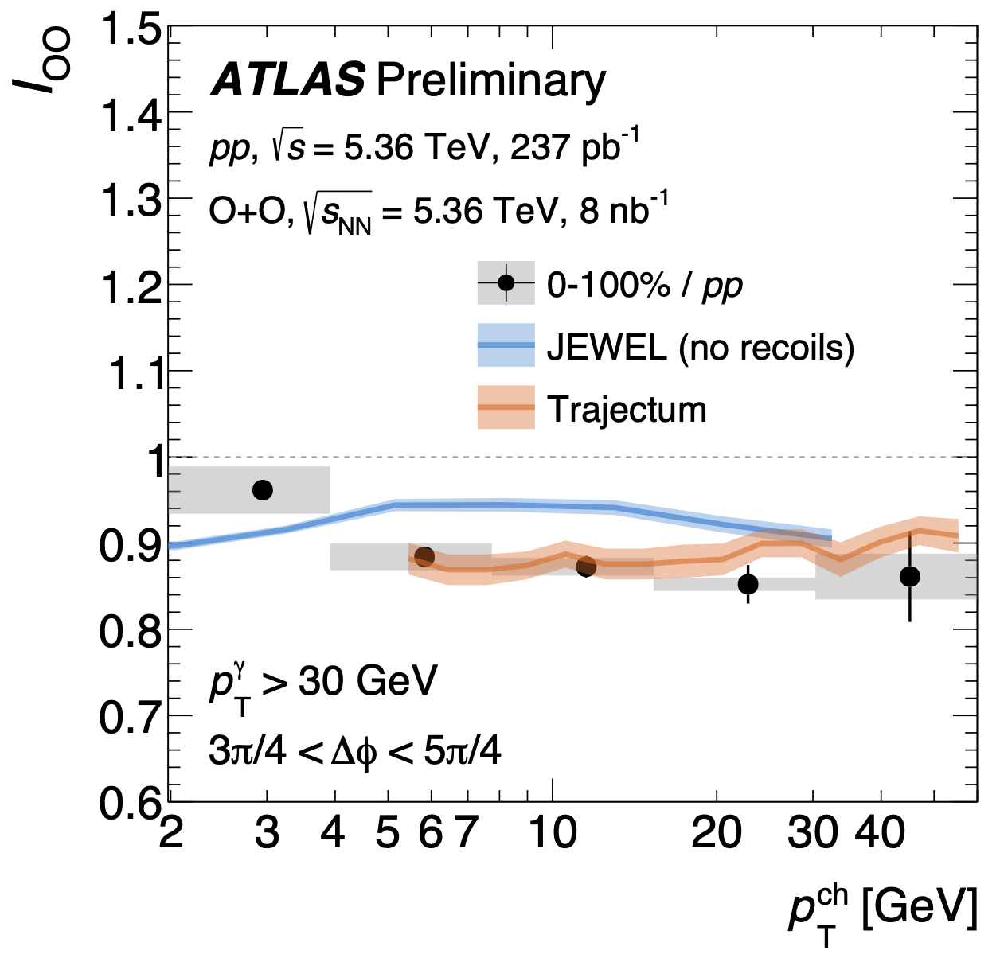 I_OO
1.5
1.4
1.3
1.2
1.1
1
0.9
0.8
0.7
0.6
ATLAS Preliminary
pp, √s = 5.36 TeV, 237 pb⁻¹
O+O, √s_NN = 5.36 TeV, 8 nb⁻¹
0-100% / pp
JEWEL (no recoils)
Trajectum
p_T^γ > 30 GeV
3π/4 < Δϕ < 5π/4
2 3 4 5 6 7 10 20 30 40
p_T^ch [GeV]